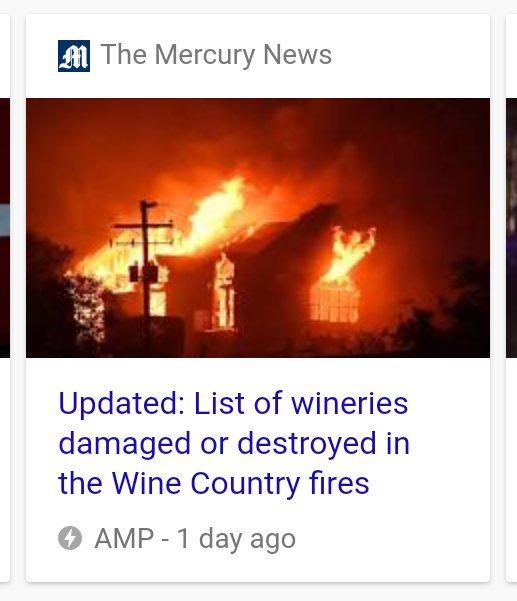 The Mercury News
Updated: List of wineries
damaged or destroyed in
the Wine Country fires
AMP - 1 day ago